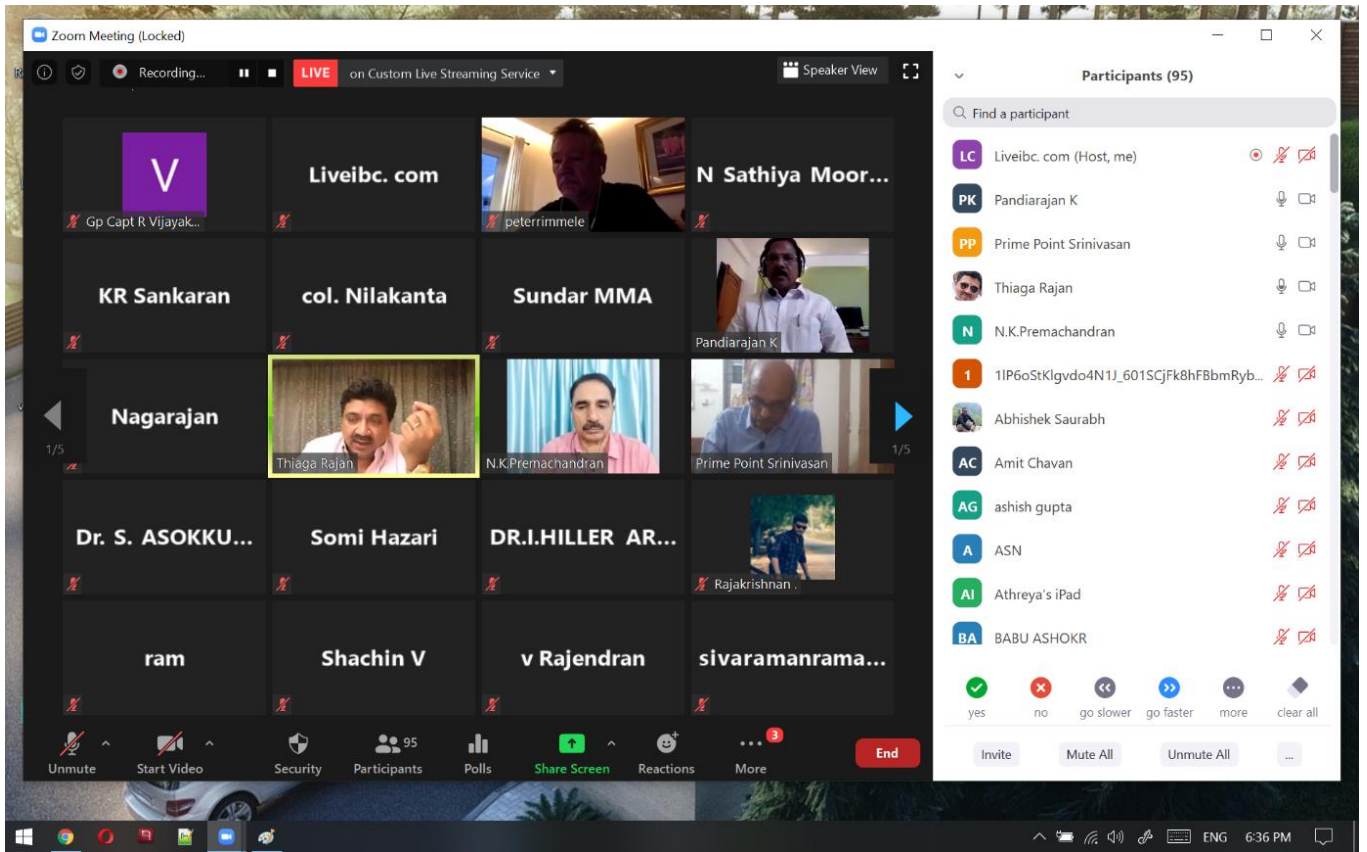 Zoom Meeting (Locked)
Recording...
LIVE on Custom Live Streaming Service
Speaker View
V
Gp Capt R Vijayak...
Liveibc. com
peterrimmele
N Sathiya Moor...
KR Sankaran
col. Nilakanta
Sundar MMA
Pandiarajan K
1/5
Nagarajan
Thiaga Rajan
N.K.Premachandran
Prime Point Srinivasan
1/5
Dr. S. ASOKKU...
Somi Hazari
DR.I.HILLER AR...
Rajakrishnan .
ram
Shachin V
v Rajendran
sivaramanrama...
Unmute
Start Video
Security
95
Participants
Polls
Share Screen
Reactions
3
More
End
Participants (95)
Find a participant
LC Liveibc. com (Host, me)
PK Pandiarajan K
PP Prime Point Srinivasan
Thiaga Rajan
N N.K.Premachandran
1 1lP6oStKlgvdo4N1J_601SCjFk8hFBbmRyb...
Abhishek Saurabh
AC Amit Chavan
AG ashish gupta
A ASN
AI Athreya's iPad
BA BABU ASHOKR
yes no go slower go faster more clear all
Invite Mute All Unmute All ...
ENG 6:36 PM